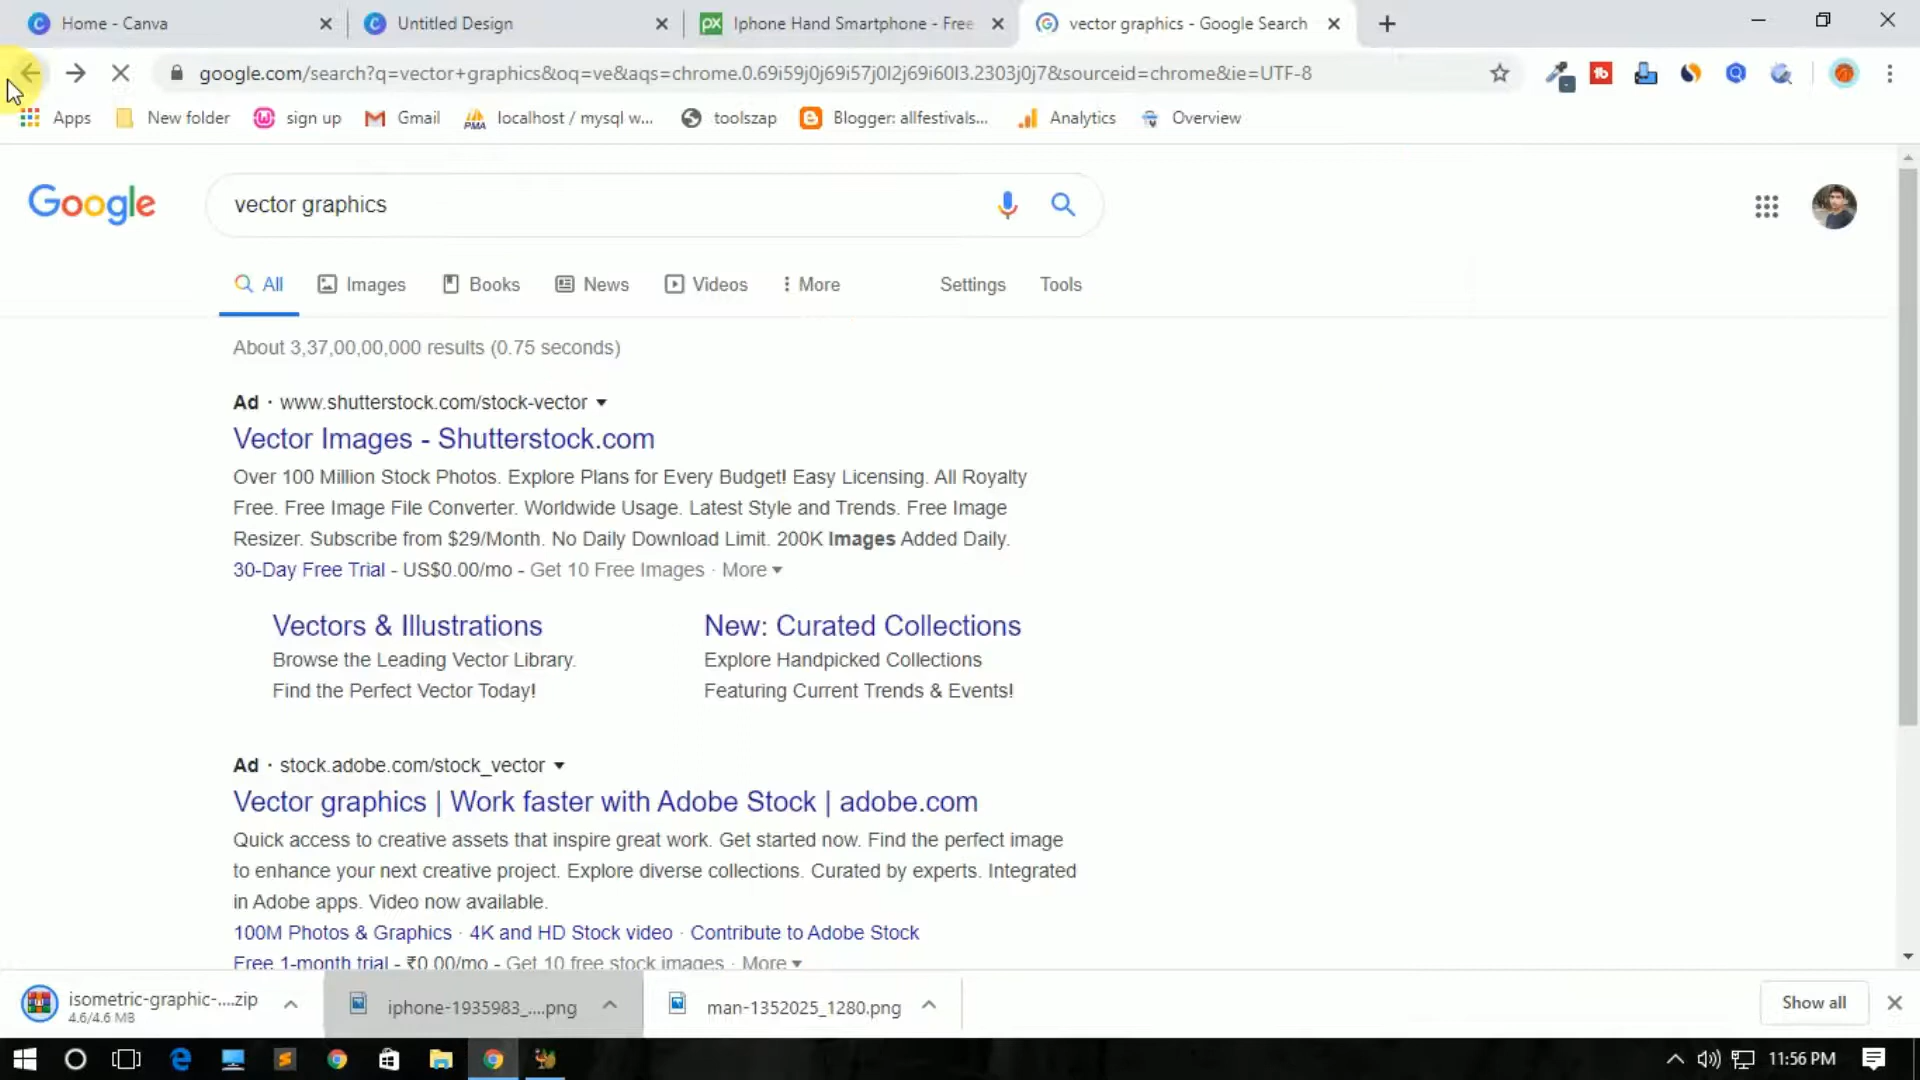 Home - Canva
Untitled Design
Iphone Hand Smartphone - Free
vector graphics - Google Search
google.com/search?q=vector+graphics&oq=ve&aqs=chrome.0.69i59j0j69i57j0l2j69i60l3.2303j0j7&sourceid=chrome&ie=UTF-8
Apps
New folder
sign up
Gmail
localhost / mysql w...
toolszap
Blogger: allfestivals...
Analytics
Overview
Google
vector graphics
All
Images
Books
News
Videos
More
Settings
Tools
About 3,37,00,00,000 results (0.75 seconds)
Ad · www.shutterstock.com/stock-vector
Vector Images - Shutterstock.com
Over 100 Million Stock Photos. Explore Plans for Every Budget! Easy Licensing. All Royalty
Free. Free Image File Converter. Worldwide Usage. Latest Style and Trends. Free Image
Resizer. Subscribe from $29/Month. No Daily Download Limit. 200K Images Added Daily.
30-Day Free Trial - US$0.00/mo - Get 10 Free Images · More
Vectors & Illustrations
Browse the Leading Vector Library.
Find the Perfect Vector Today!
New: Curated Collections
Explore Handpicked Collections
Featuring Current Trends & Events!
Ad · stock.adobe.com/stock_vector
Vector graphics | Work faster with Adobe Stock | adobe.com
Quick access to creative assets that inspire great work. Get started now. Find the perfect image
to enhance your next creative project. Explore diverse collections. Curated by experts. Integrated
in Adobe apps. Video now available.
100M Photos & Graphics · 4K and HD Stock video · Contribute to Adobe Stock
Free 1-month trial - ₹0.00/mo - Get 10 free stock images · More
isometric-graphic-....zip
4.6/4.6 MB
iphone-1935983_....png
man-1352025_1280.png
Show all
11:56 PM